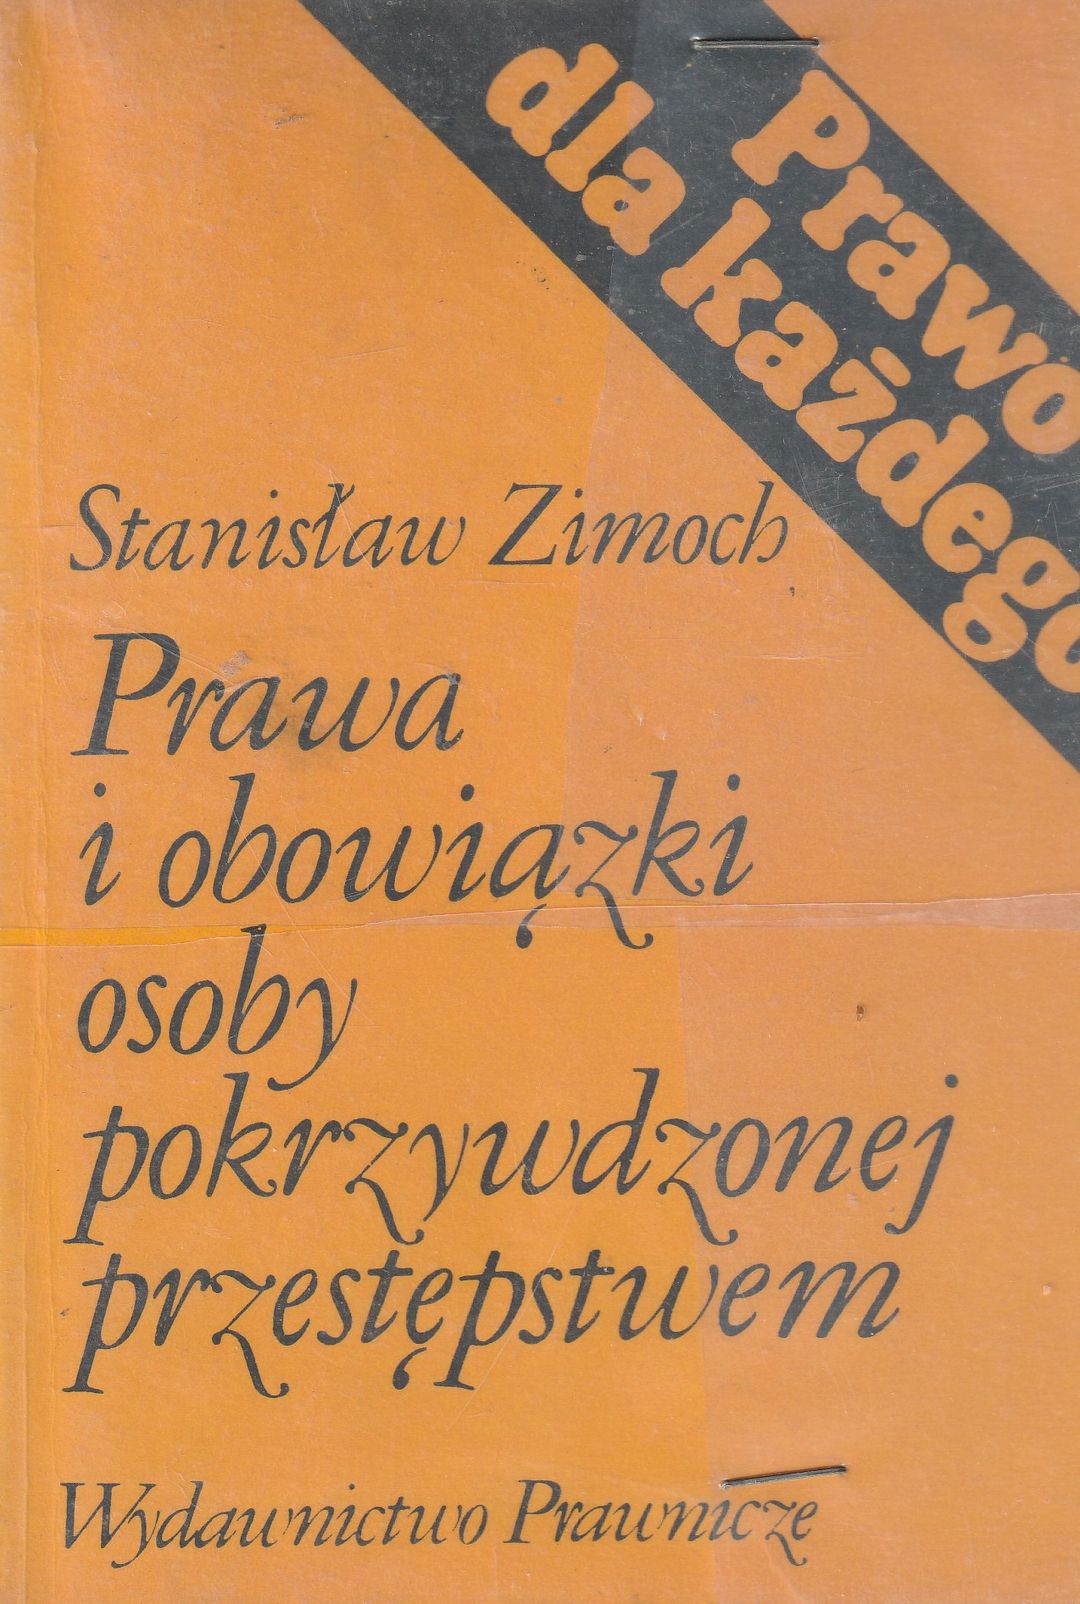 Prawo
dla każdego
Stanisław Zimoch
Prawa
i obowiązki
osoby
pokrzywdzonej
przestępstwem
Wydawnictwo Prawnicze